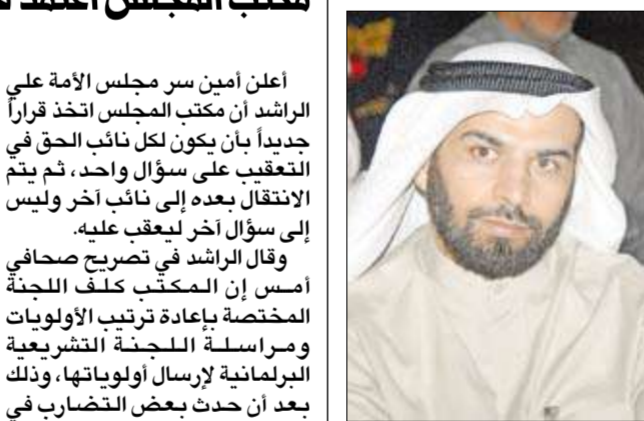 مكتب المجلس اعتمد
أعلن أمين سر مجلس الأمة علي
الراشد أن مكتب المجلس اتخذ قراراً
جديداً بأن يكون لكل نائب الحق في
التعقيب على سؤال واحد، ثم يتم
الانتقال بعده إلى نائب آخر وليس
إلى سؤال آخر ليعقب عليه.
وقال الراشد في تصريح صحافي
أمس إن المكتب كلف اللجنة
المختصة بإعادة ترتيب الأولويات
ومراسلة اللجنة التشريعية
البرلمانية لإرسال أولوياتها، وذلك
بعد أن حدث بعض التضارب في